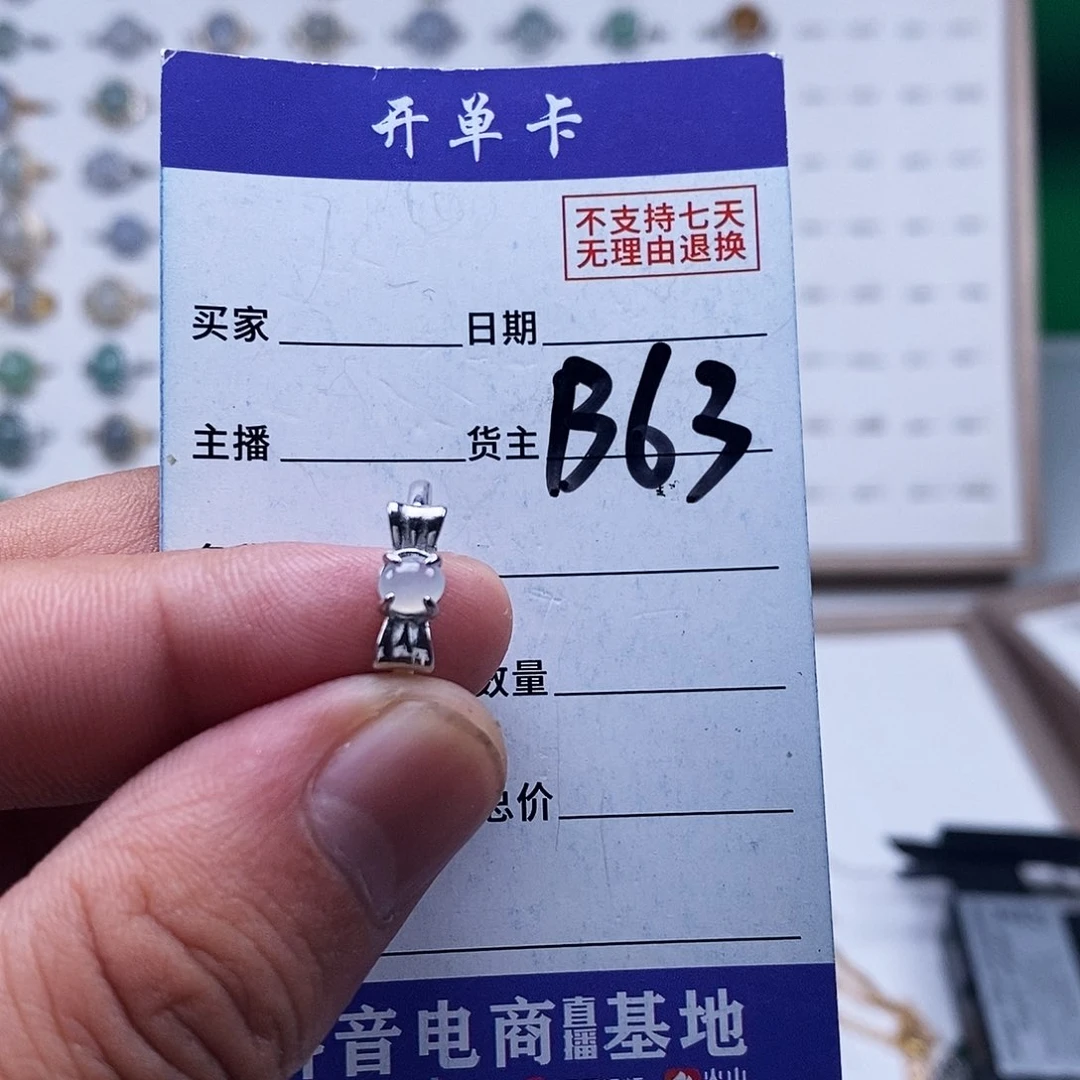 开单卡
不支持七天
无理由退换
买家 日期
主播 货主 B63
数量
总价
音电商直播基地